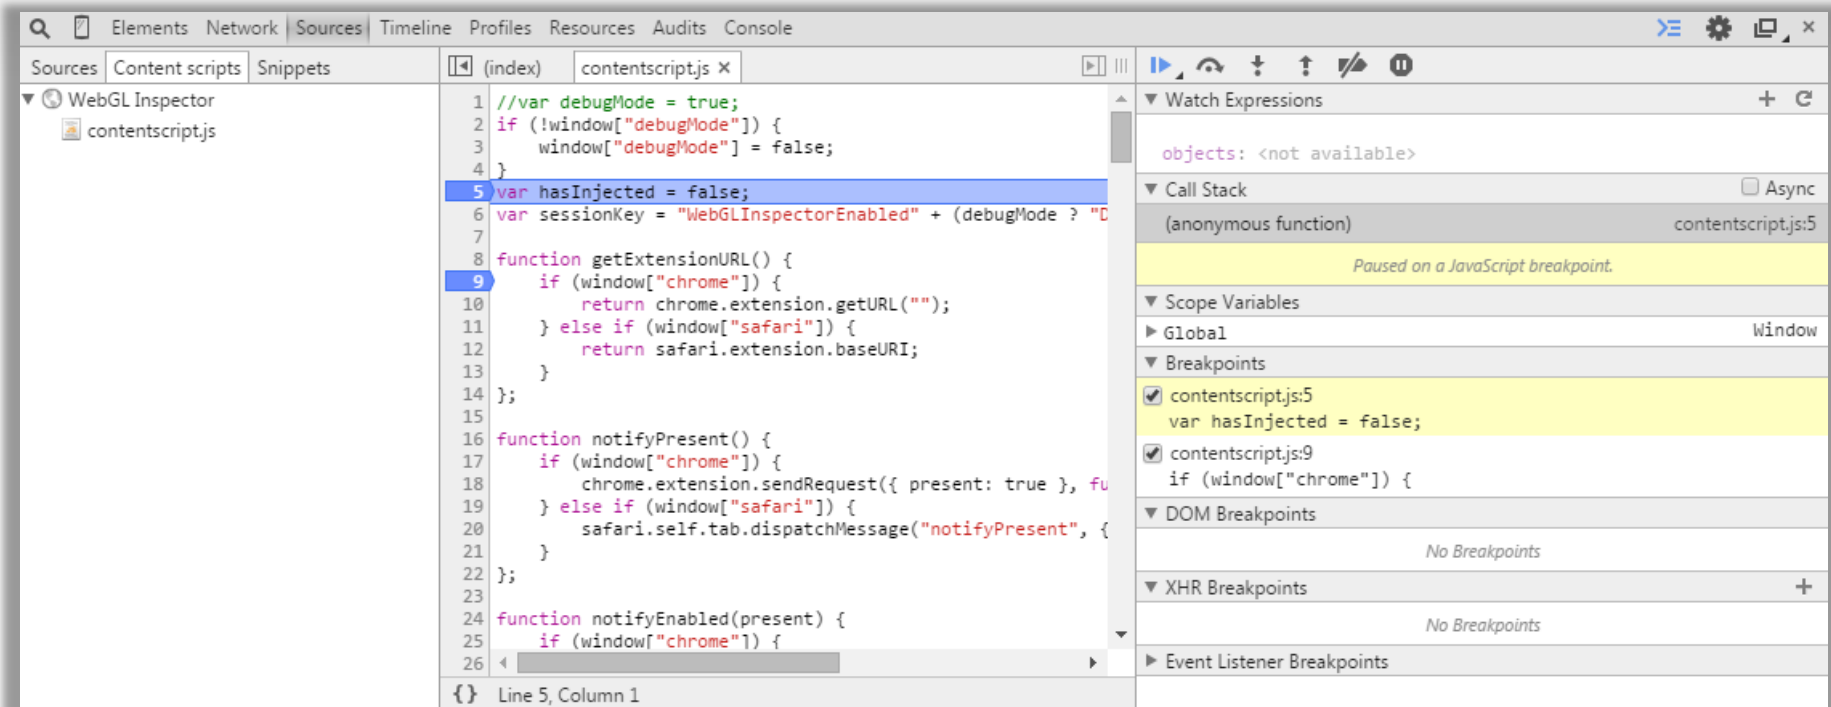 Elements Network Sources Timeline Profiles Resources Audits Console
Sources Content scripts Snippets
WebGL Inspector
contentscript.js
(index) contentscript.js ×
1 //var debugMode = true;
2 if (!window["debugMode"]) {
3     window["debugMode"] = false;
4 }
5 var hasInjected = false;
6 var sessionKey = "WebGLInspectorEnabled" + (debugMode ? "D
7
8 function getExtensionURL() {
9     if (window["chrome"]) {
10         return chrome.extension.getURL("");
11     } else if (window["safari"]) {
12         return safari.extension.baseURI;
13     }
14 };
15
16 function notifyPresent() {
17     if (window["chrome"]) {
18         chrome.extension.sendRequest({ present: true }, fu
19     } else if (window["safari"]) {
20         safari.self.tab.dispatchMessage("notifyPresent", {
21     }
22 };
23
24 function notifyEnabled(present) {
25     if (window["chrome"]) {
26
{} Line 5, Column 1
Watch Expressions
objects: <not available>
Call Stack Async
(anonymous function) contentscript.js:5
Paused on a JavaScript breakpoint.
Scope Variables
Global Window
Breakpoints
contentscript.js:5
var hasInjected = false;
contentscript.js:9
if (window["chrome"]) {
DOM Breakpoints
No Breakpoints
XHR Breakpoints
No Breakpoints
Event Listener Breakpoints